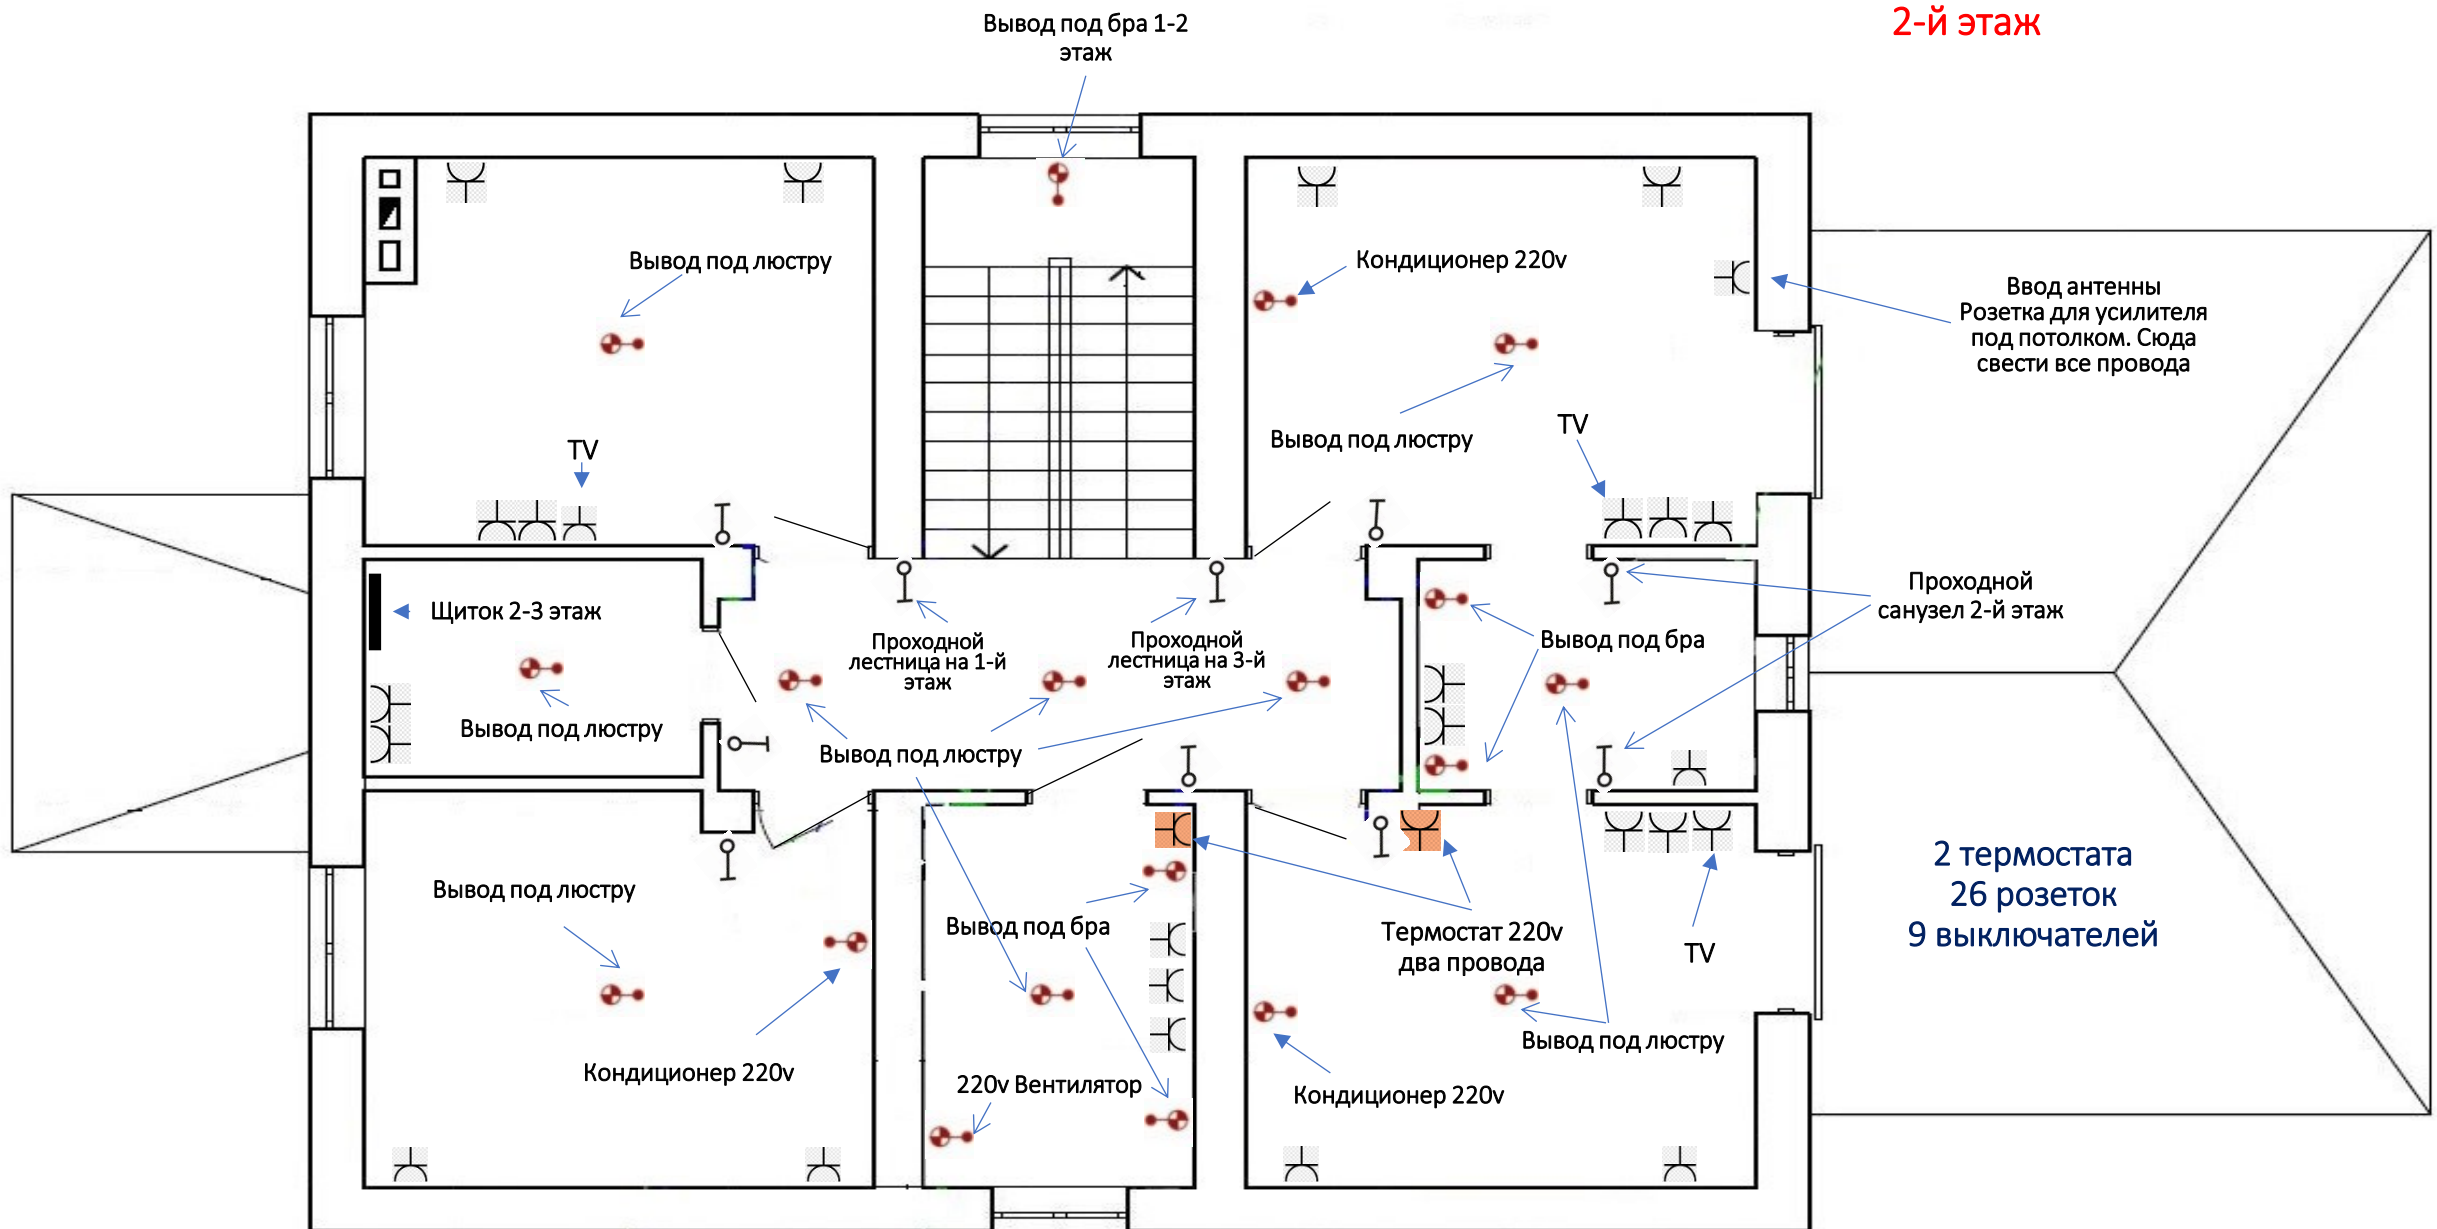 2-й этаж
Вывод под бра 1-2
этаж
Вывод под люстру
Кондиционер 220v
Ввод антенны
Розетка для усилителя
под потолком. Сюда
свести все провода
Вывод под люстру
TV
TV
Щиток 2-3 этаж
Вывод под люстру
Проходной
лестница на 1-й
этаж
Проходной
лестница на 3-й
этаж
Вывод под люстру
Вывод под бра
Проходной
санузел 2-й этаж
Вывод под люстру
Кондиционер 220v
Вывод под бра
220v Вентилятор
Термостат 220v
два провода
TV
Вывод под люстру
Кондиционер 220v
2 термостата
26 розеток
9 выключателей